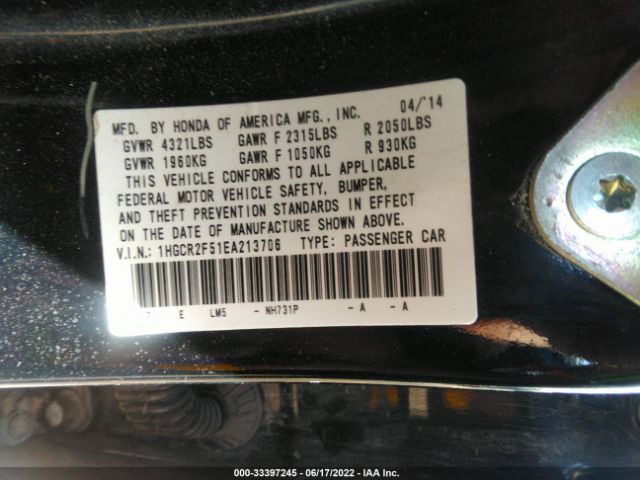 MFD. BY HONDA OF AMERICA MFG., INC. 04/'14
GVWR 4321LBS GAWR F 2315LBS R 2050LBS
GVWR 1960KG GAWR F 1050KG R 930KG
THIS VEHICLE CONFORMS TO ALL APPLICABLE
FEDERAL MOTOR VEHICLE SAFETY, BUMPER,
AND THEFT PREVENTION STANDARDS IN EFFECT
ON THE DATE OF MANUFACTURE SHOWN ABOVE.
V.I.N.: 1HGCR2F51EA213706 TYPE: PASSENGER CAR
E LM5 - NH731P - A - A
000-33397245 - 06/17/2022 - IAA Inc.